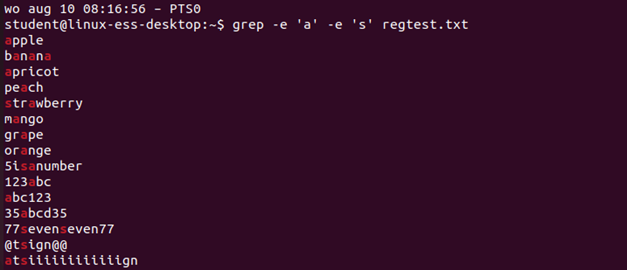 wo aug 10 08:16:56 – PTS0
student@linux-ess-desktop:~$ grep -e 'a' -e 's' regtest.txt
apple
banana
apricot
peach
strawberry
mango
grape
orange
5isanumber
123abc
abc123
35abcd35
77sevenseven77
@tsign@@
atsiiiiiiiiiiiign